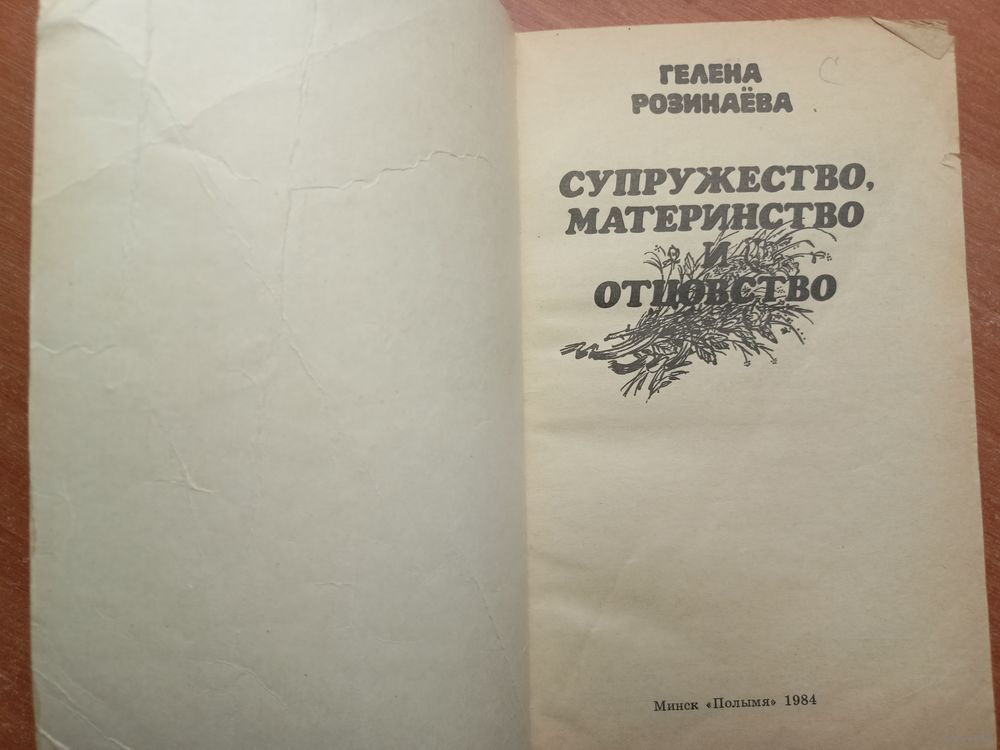 ГЕЛЕНА
РОЗИНАЁВА
С
СУПРУЖЕСТВО,
МАТЕРИНСТВО
И
ОТЦОВСТВО
Минск «Полымя» 1984